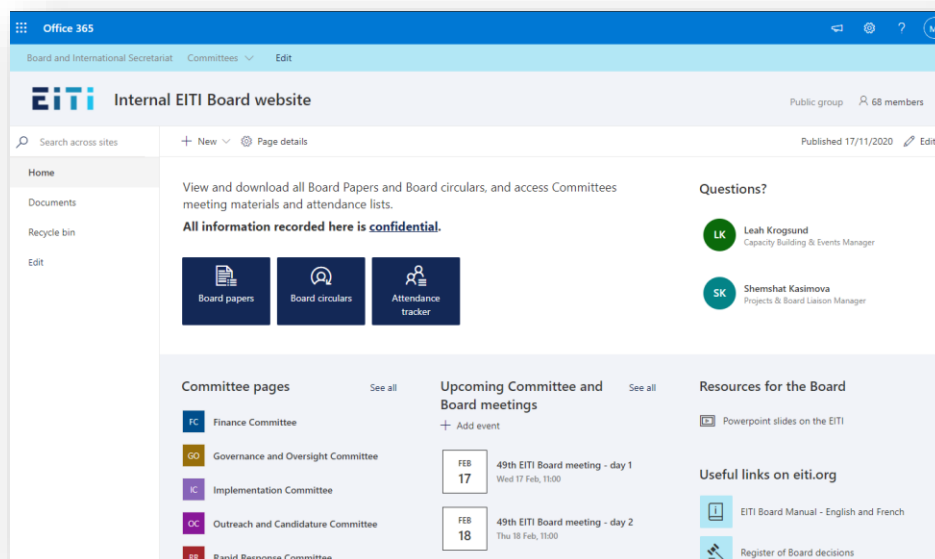 Office 365
?
M
Board and International Secretariat Committees Edit
EITI Internal EITI Board website
Public group 68 members
Search across sites
+ New Page details
Published 17/11/2020 Edit
Home
Documents
Recycle bin
Edit
View and download all Board Papers and Board circulars, and access Committees
meeting materials and attendance lists.
All information recorded here is confidential.
Board papers
Board circulars
Attendance
tracker
Questions?
LK
Leah Krogsund
Capacity Building & Events Manager
SK
Shemshat Kasimova
Projects & Board Liaison Manager
Committee pages See all
FC Finance Committee
GO Governance and Oversight Committee
IC Implementation Committee
OC Outreach and Candidature Committee
RR Rapid Response Committee
Upcoming Committee and See all
Board meetings
+ Add event
FEB
17
49th EITI Board meeting - day 1
Wed 17 Feb, 11:00
FEB
18
49th EITI Board meeting - day 2
Thu 18 Feb, 11:00
Resources for the Board
Powerpoint slides on the EITI
Useful links on eiti.org
EITI Board Manual - English and French
Register of Board decisions